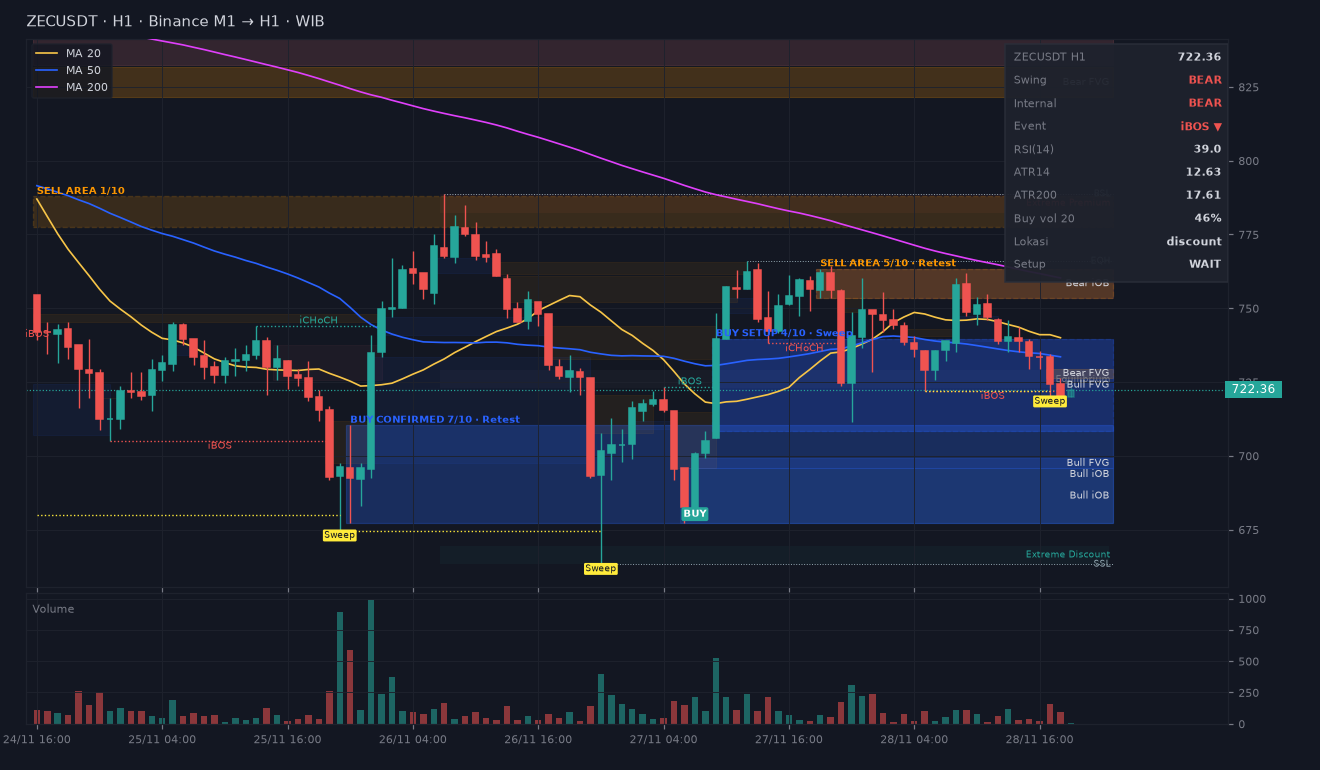 ZECUSDT · H1 · Binance M1 → H1 · WIB
MA 20
MA 50
MA 200
ZECUSDT H1 722.36
Swing BEAR
Internal BEAR
Event iBOS ▼
RSI(14) 39.0
ATR14 12.63
ATR200 17.61
Buy vol 20 46%
Lokasi discount
Setup WAIT
Bear FVG
825
800
775
750
725
700
675
722.36
SELL AREA 1/10
SELL AREA 5/10 · Retest
Bear iOB
iBOS
iCHoCH
BUY SETUP 4/10 · Sweep
iCHoCH
Bear FVG
Bull FVG
iBOS
iBOS
Sweep
BUY CONFIRMED 7/10 · Retest
iBOS
Bull FVG
Bull iOB
Bull iOB
BUY
Sweep
Sweep
Extreme Discount
SSL
Volume
1000
750
500
250
0
24/11 16:00
25/11 04:00
25/11 16:00
26/11 04:00
26/11 16:00
27/11 04:00
27/11 16:00
28/11 04:00
28/11 16:00